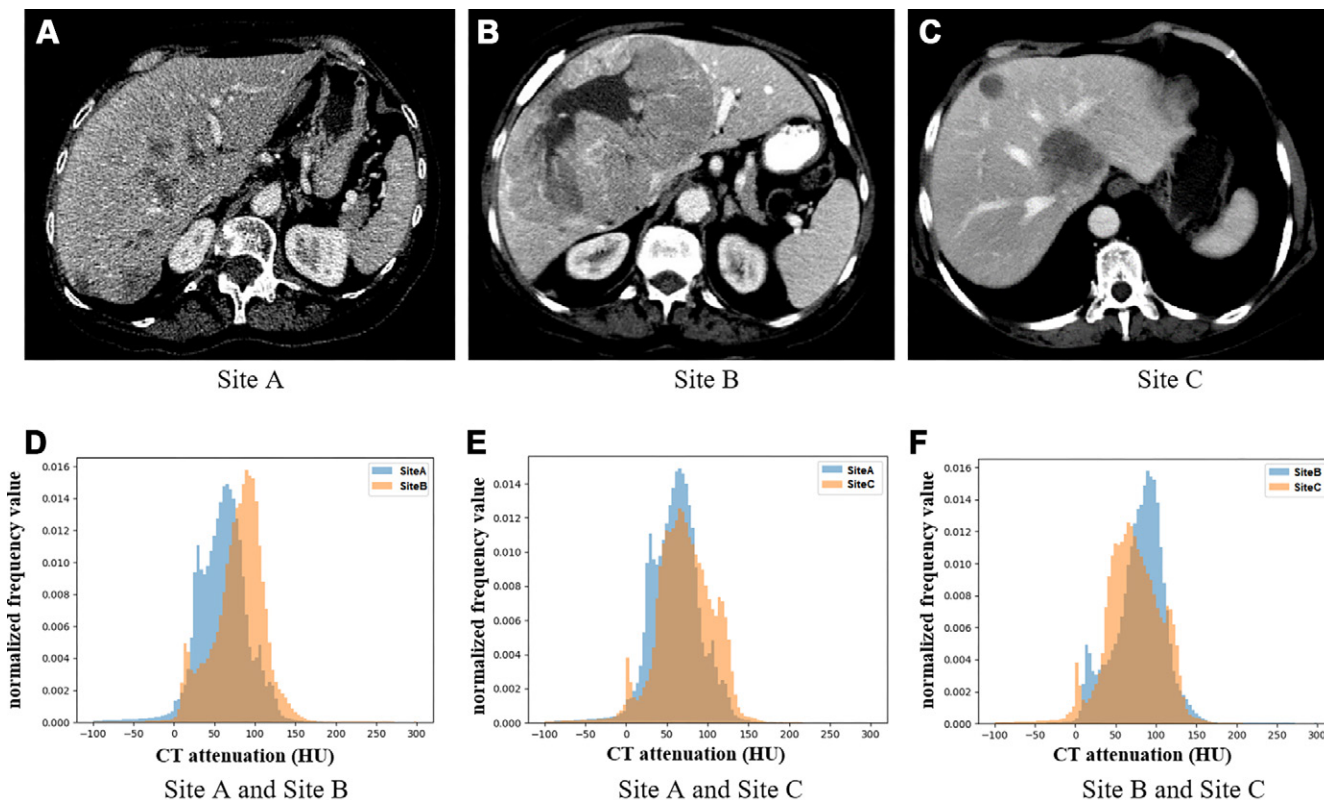 A
B
C
Site A
Site B
Site C
D
E
F
normalized frequency value
0.016
0.014
0.012
0.010
0.008
0.006
0.004
0.002
0.000
SiteA
SiteB
−100 −50 0 50 100 150 200 250 300
CT attenuation (HU)
Site A and Site B
normalized frequency value
0.014
0.012
0.010
0.008
0.006
0.004
0.002
0.000
SiteA
SiteC
−100 −50 0 50 100 150 200 250 300
CT attenuation (HU)
Site A and Site C
normalized frequency value
0.016
0.014
0.012
0.010
0.008
0.006
0.004
0.002
0.000
SiteB
SiteC
−100 −50 0 50 100 150 200 250 300
CT attenuation (HU)
Site B and Site C